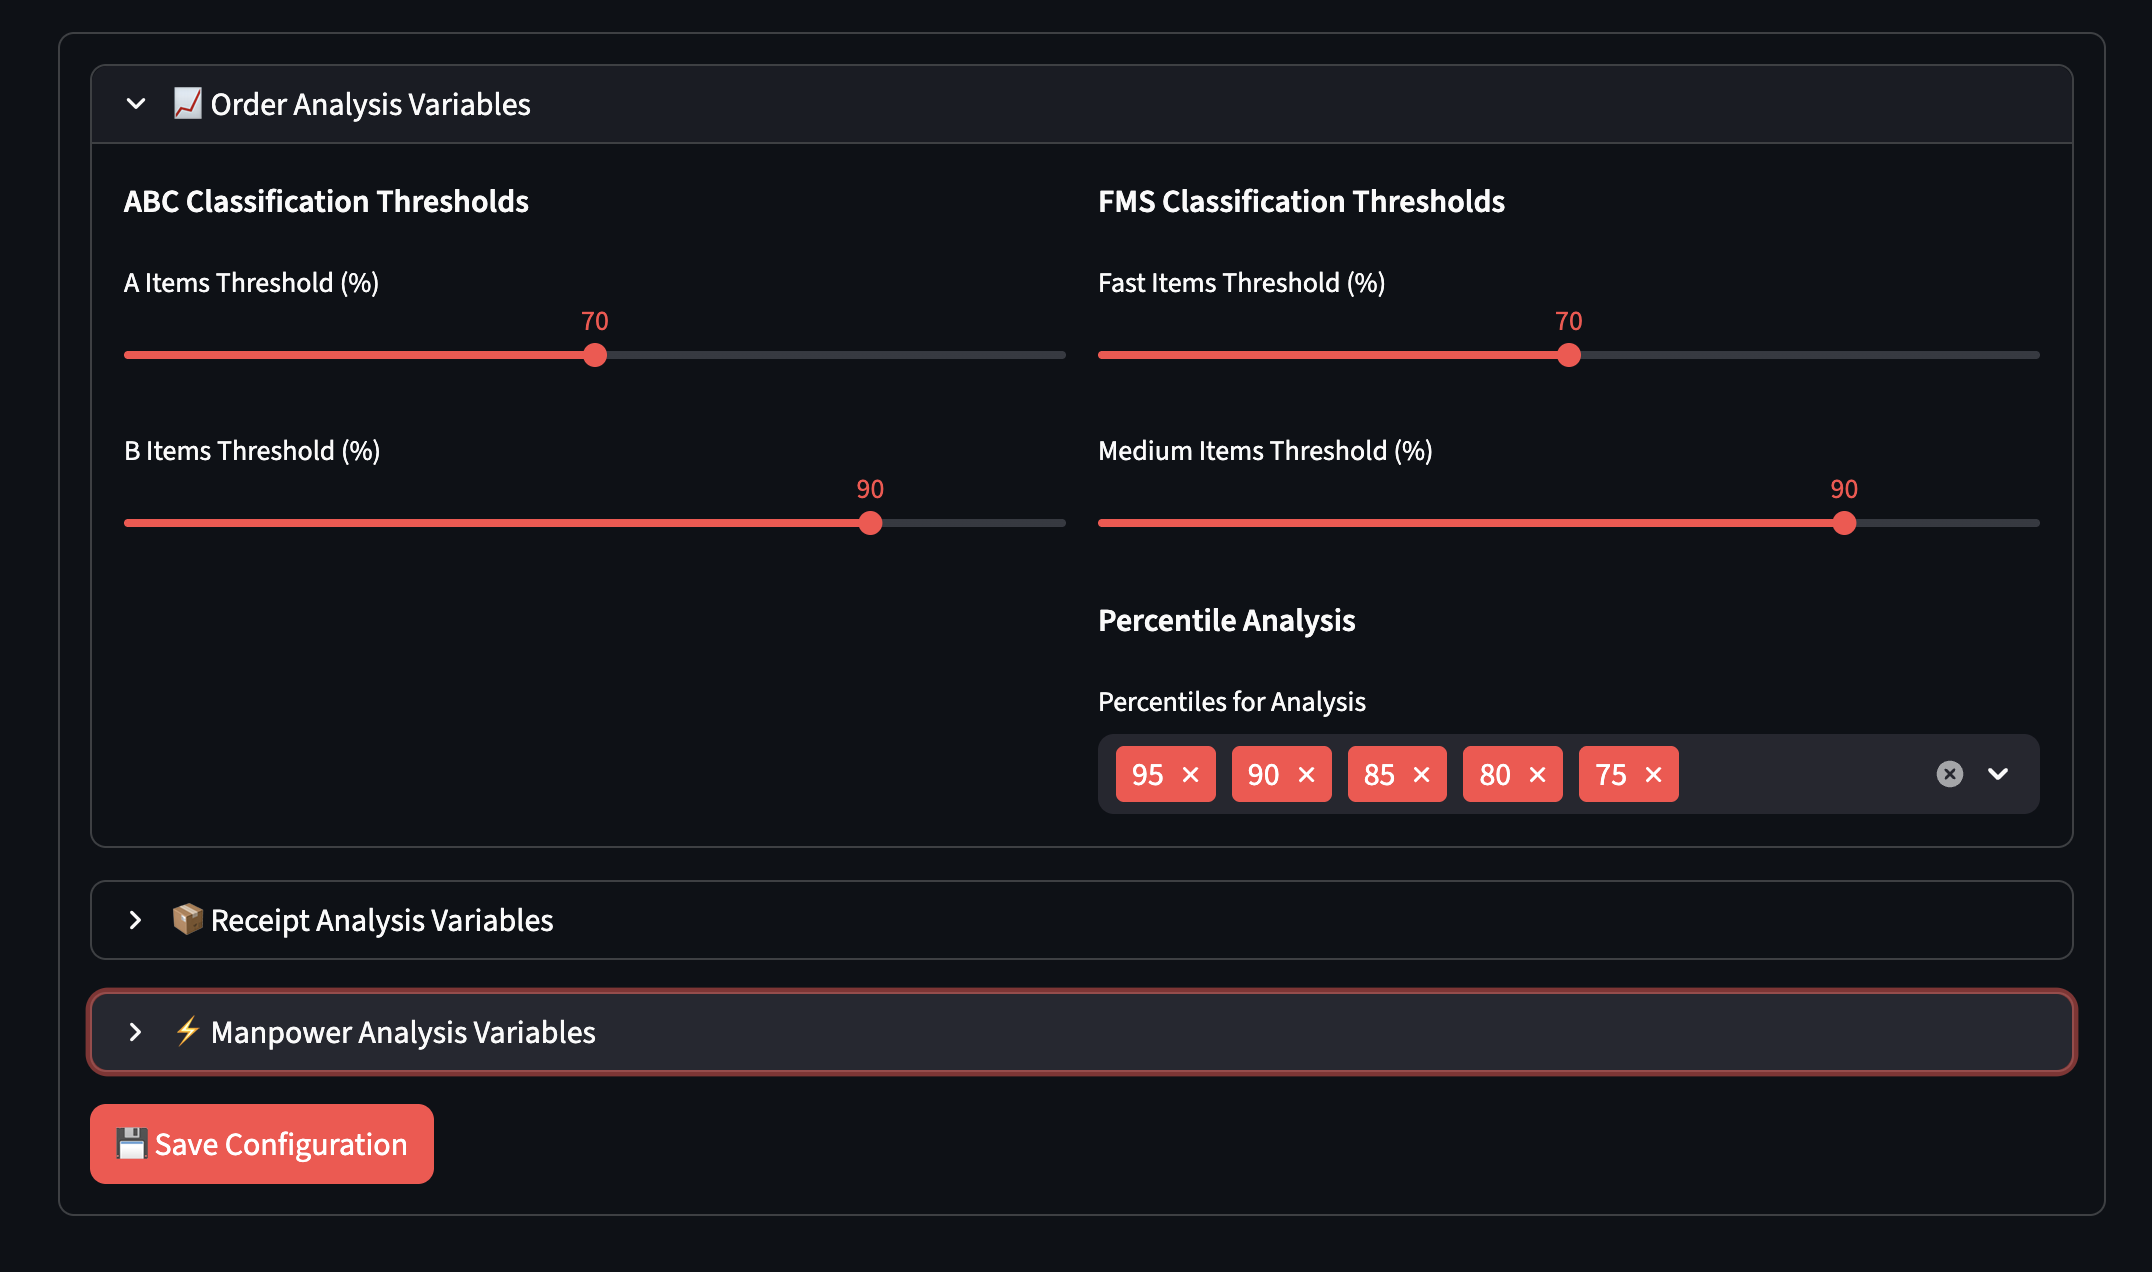 Order Analysis Variables
ABC Classification Thresholds
A Items Threshold (%)
70
B Items Threshold (%)
90
FMS Classification Thresholds
Fast Items Threshold (%)
70
Medium Items Threshold (%)
90
Percentile Analysis
Percentiles for Analysis
95 90 85 80 75
Receipt Analysis Variables
Manpower Analysis Variables
Save Configuration